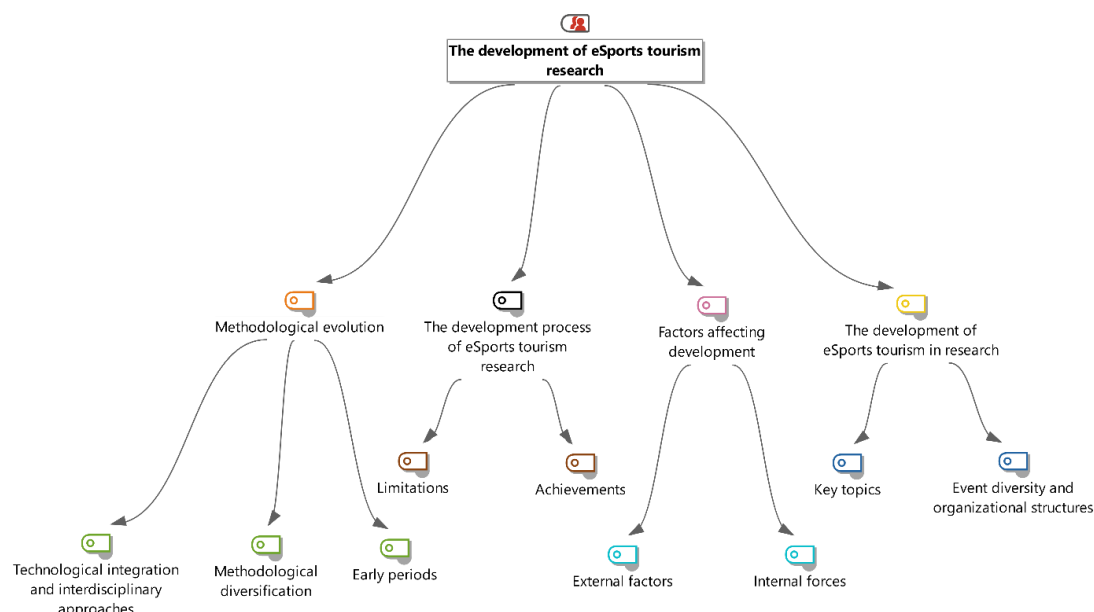 The development of eSports tourism
research
Methodological evolution
The development process
of eSports tourism
research
Factors affecting
development
The development of
eSports tourism in research
Limitations
Achievements
Key topics
Event diversity and
organizational structures
Technological integration
and interdisciplinary
approaches
Methodological
diversification
Early periods
External factors
Internal forces